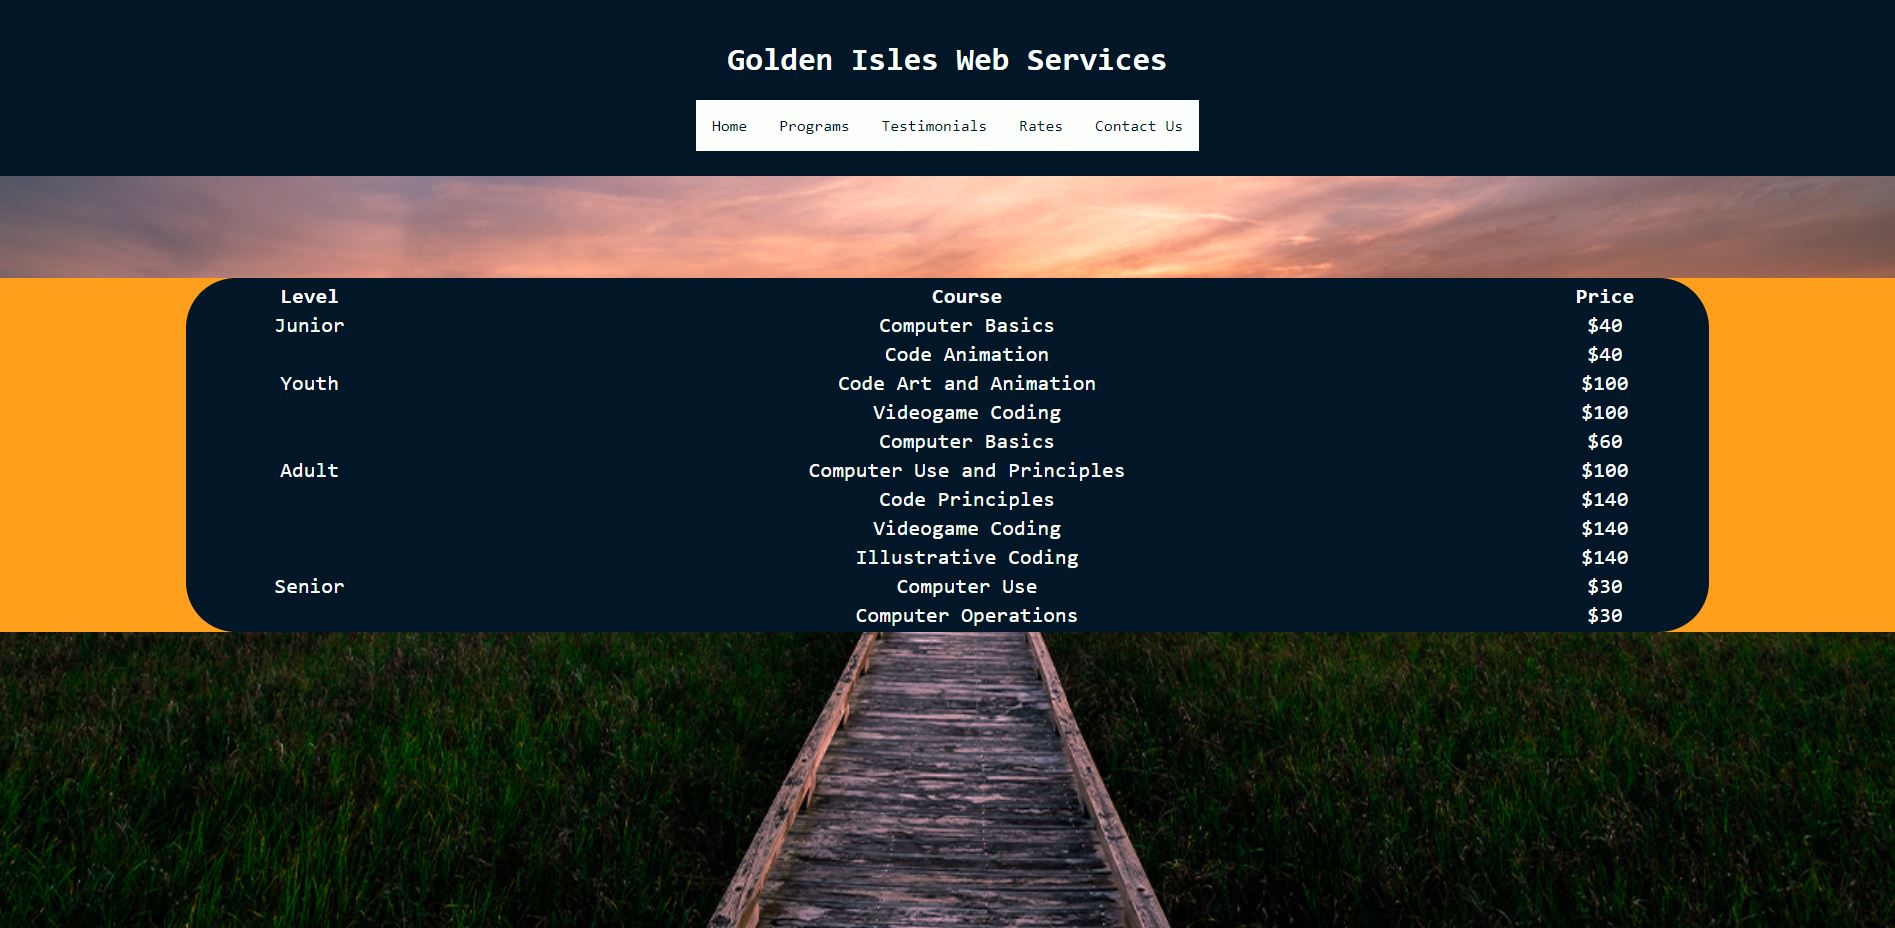 Golden Isles Web Services
Home Programs Testimonials Rates Contact Us
Level Course Price
Junior Computer Basics $40
Code Animation $40
Youth Code Art and Animation $100
Videogame Coding $100
Computer Basics $60
Adult Computer Use and Principles $100
Code Principles $140
Videogame Coding $140
Illustrative Coding $140
Senior Computer Use $30
Computer Operations $30